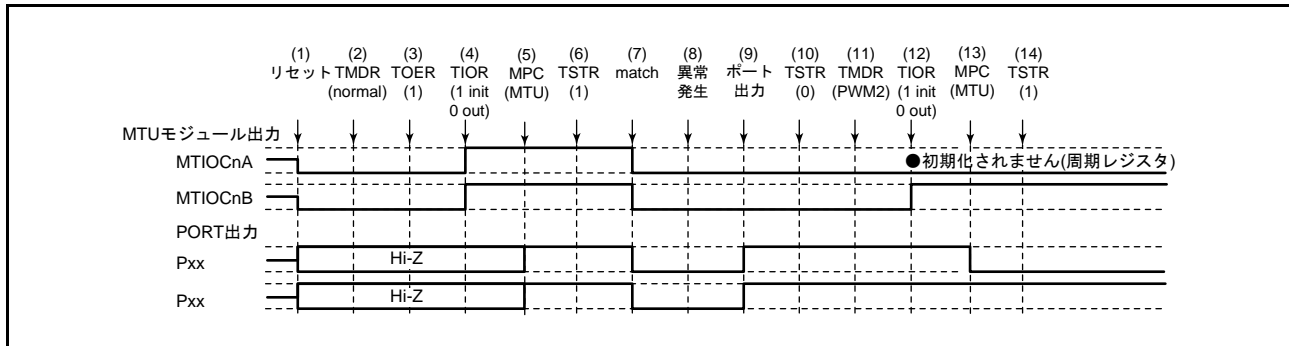 (1) (2) (3) (4) (5) (6) (7) (8) (9) (10) (11) (12) (13) (14)
リセット TMDR TOER TIOR MPC TSTR match 異常 ポート TSTR TMDR TIOR MPC TSTR
(normal) (1) (1 init (MTU) (1) 発生 出力 (0) (PWM2) (1 init (MTU) (1)
0 out) 0 out)
MTUモジュール出力
MTIOCnA ●初期化されません(周期レジスタ)
MTIOCnB
PORT出力
Pxx Hi-Z
Pxx Hi-Z